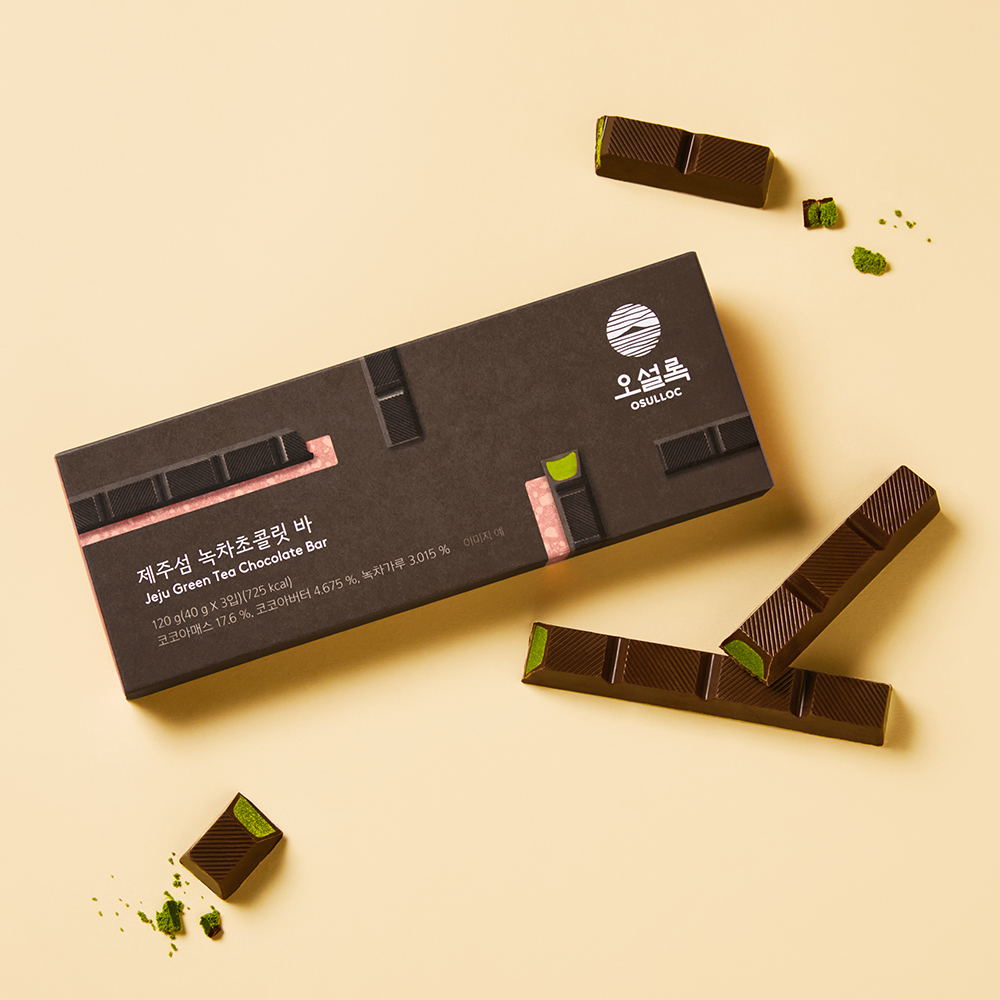 오설록
OSULLOC
제주섬 녹차초콜릿 바
Jeju Green Tea Chocolate Bar
120 g(40 g X 3입)(725 kcal)
코코아매스 17.6 %, 코코아버터 4.675 %, 녹차가루 3.015 %
이미지 예